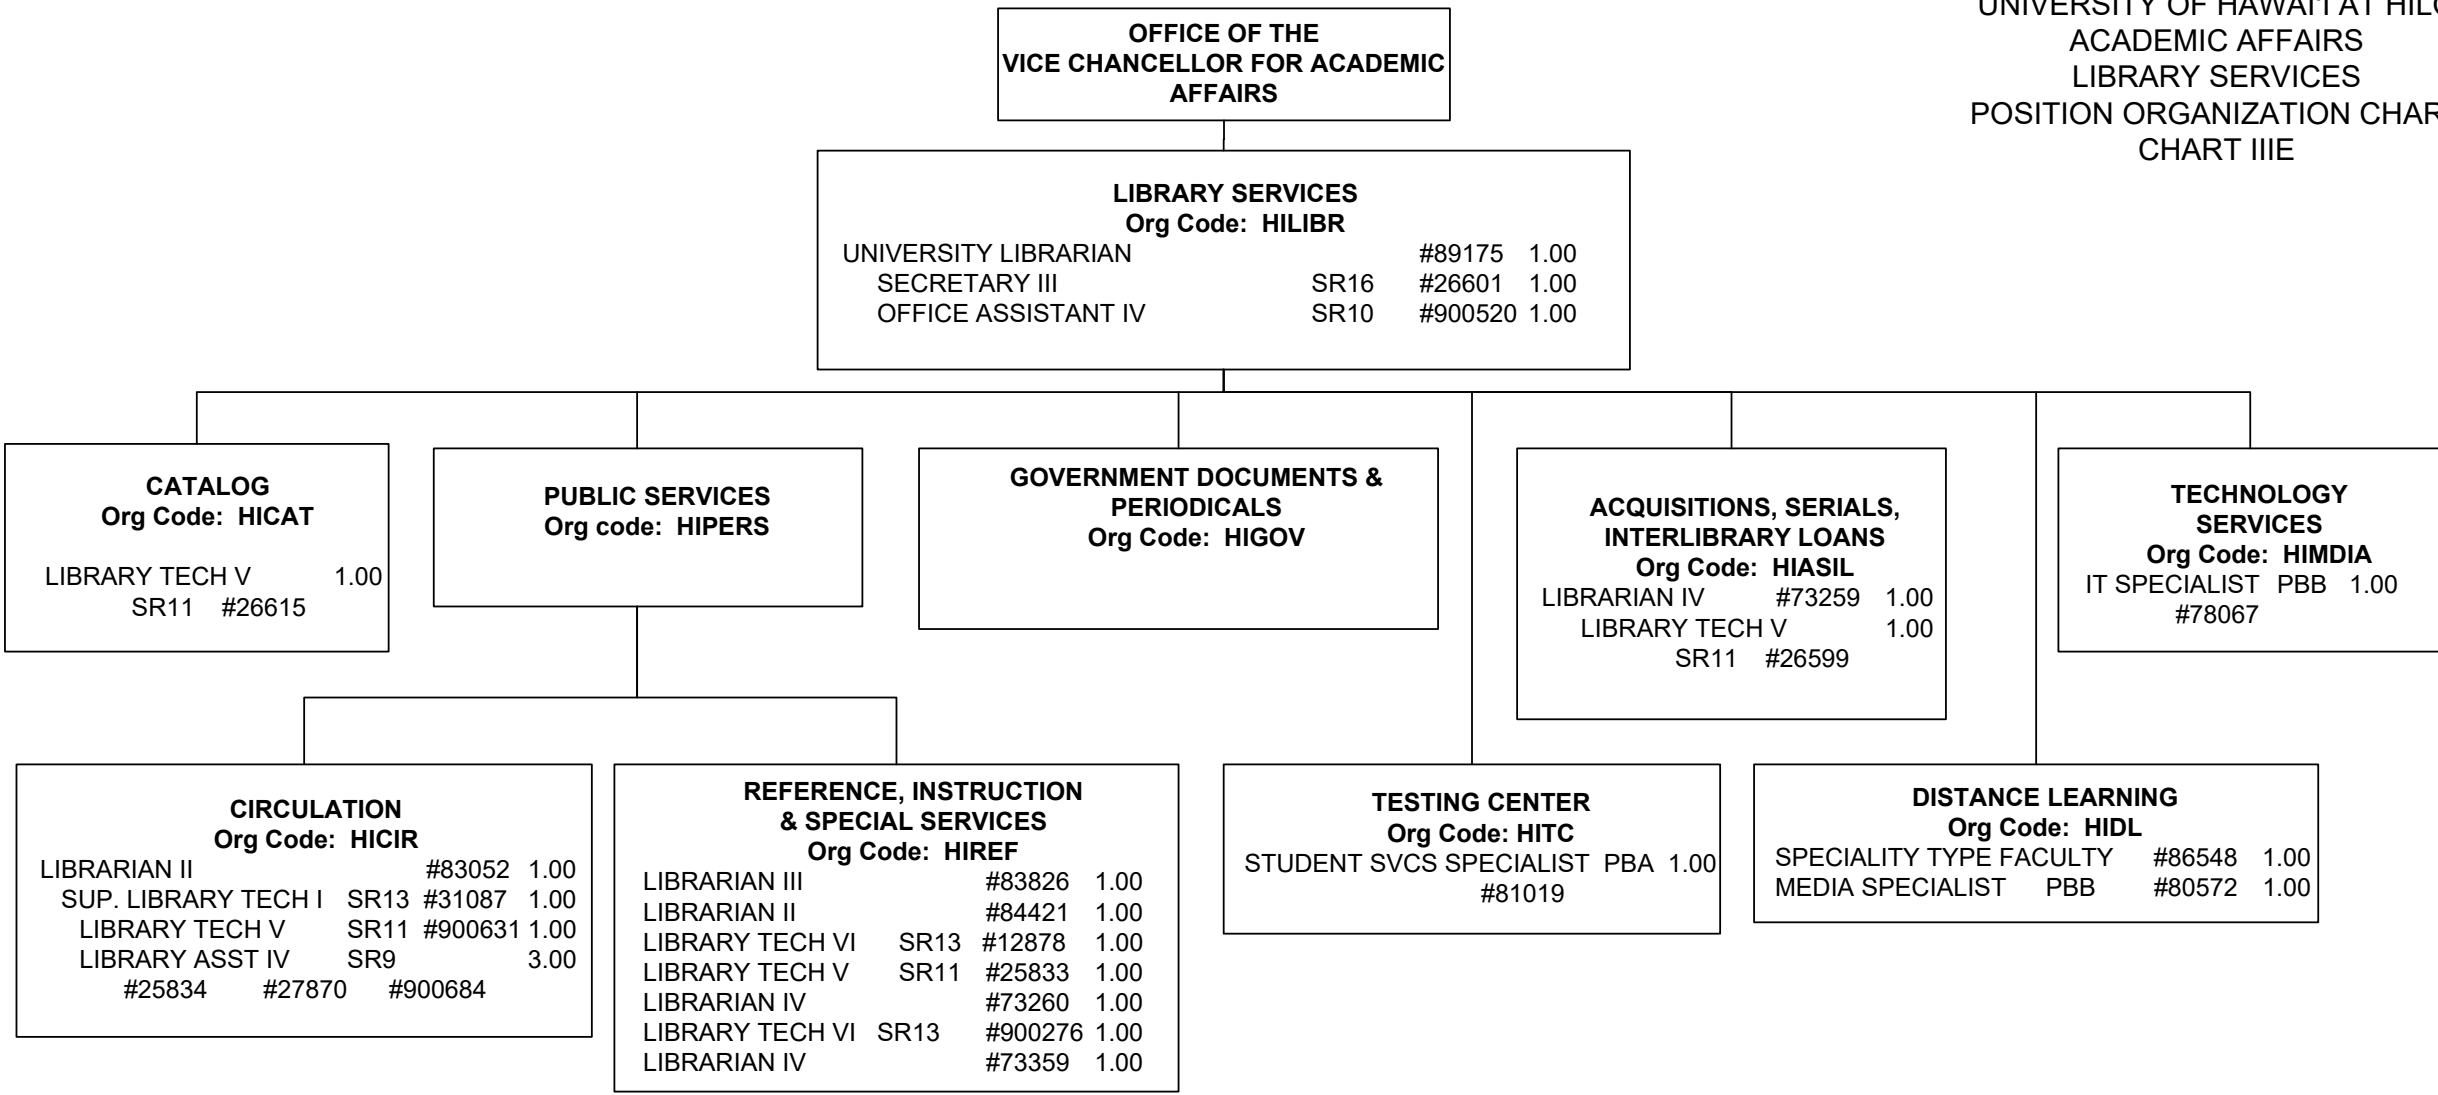 UNIVERSITY OF HAWAI'I AT HILO
ACADEMIC AFFAIRS
LIBRARY SERVICES
POSITION ORGANIZATION CHAR
CHART IIIE
OFFICE OF THE
VICE CHANCELLOR FOR ACADEMIC
AFFAIRS
LIBRARY SERVICES
Org Code: HILIBR
UNIVERSITY LIBRARIAN #89175 1.00
SECRETARY III SR16 #26601 1.00
OFFICE ASSISTANT IV SR10 #900520 1.00
CATALOG
Org Code: HICAT
LIBRARY TECH V 1.00
SR11 #26615
PUBLIC SERVICES
Org code: HIPERS
GOVERNMENT DOCUMENTS &
PERIODICALS
Org Code: HIGOV
ACQUISITIONS, SERIALS,
INTERLIBRARY LOANS
Org Code: HIASIL
LIBRARIAN IV #73259 1.00
LIBRARY TECH V 1.00
SR11 #26599
TECHNOLOGY
SERVICES
Org Code: HIMDIA
IT SPECIALIST PBB 1.00
#78067
CIRCULATION
Org Code: HICIR
LIBRARIAN II #83052 1.00
SUP. LIBRARY TECH I SR13 #31087 1.00
LIBRARY TECH V SR11 #900631 1.00
LIBRARY ASST IV SR9 3.00
#25834 #27870 #900684
REFERENCE, INSTRUCTION
& SPECIAL SERVICES
Org Code: HIREF
LIBRARIAN III #83826 1.00
LIBRARIAN II #84421 1.00
LIBRARY TECH VI SR13 #12878 1.00
LIBRARY TECH V SR11 #25833 1.00
LIBRARIAN IV #73260 1.00
LIBRARY TECH VI SR13 #900276 1.00
LIBRARIAN IV #73359 1.00
TESTING CENTER
Org Code: HITC
STUDENT SVCS SPECIALIST PBA 1.00
#81019
DISTANCE LEARNING
Org Code: HIDL
SPECIALITY TYPE FACULTY #86548 1.00
MEDIA SPECIALIST PBB #80572 1.00